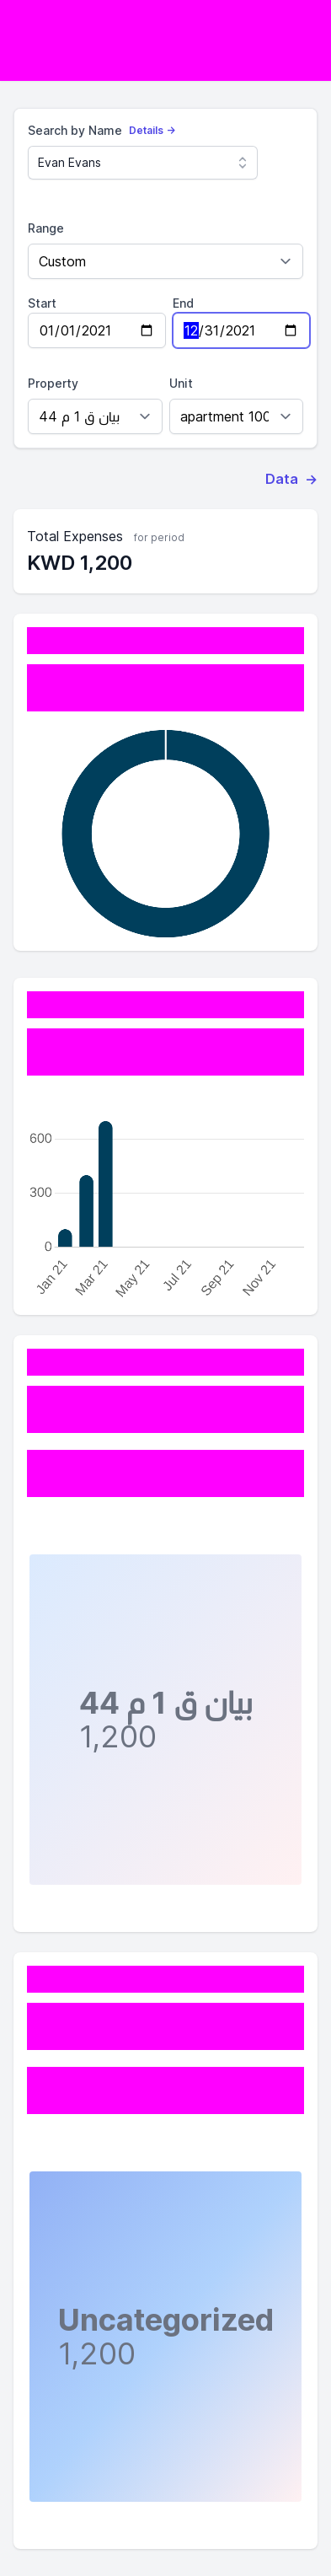 Search by Name Details →
Evan Evans
Range
Custom
Start End
01/01/2021 12/31/2021
Property Unit
بيان ق 1 م 44 apartment 100
Data →
Total Expenses for period
KWD 1,200
600
300
0
Jan 21 Mar 21 May 21 Jul 21 Sep 21 Nov 21
بيان ق 1 م 44
1,200
Uncategorized
1,200